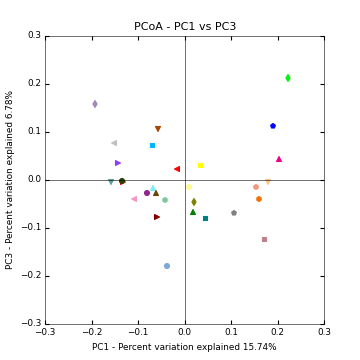 PCoA - PC1 vs PC3
0.3
0.2
0.1
0.0
−0.1
−0.2
−0.3
PC3 - Percent variation explained 6.78%
−0.3 −0.2 −0.1 0.0 0.1 0.2 0.3
PC1 - Percent variation explained 15.74%